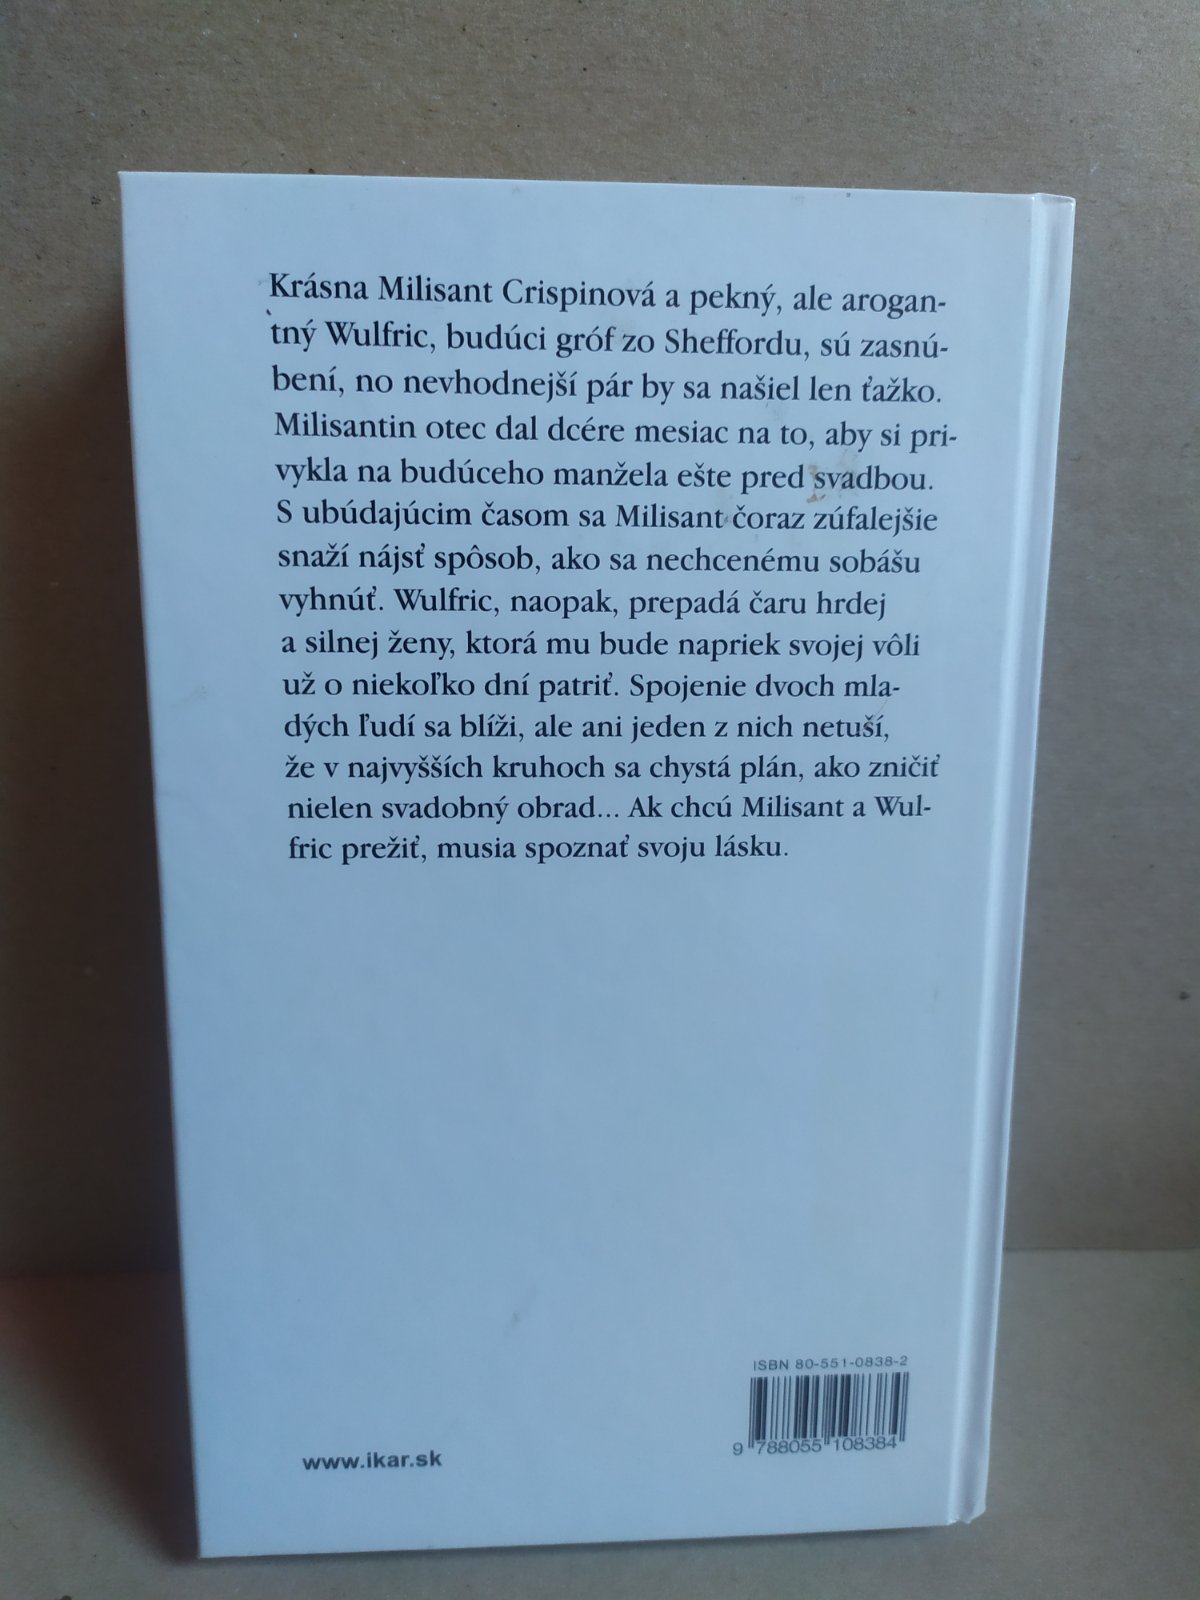 Krásna Milisant Crispinová a pekný, ale arogan-
tný Wulfric, budúci gróf zo Sheffordu, sú zasnú-
bení, no nevhodnejší pár by sa našiel len ťažko.
Milisantin otec dal dcére mesiac na to, aby si pri-
vykla na budúceho manžela ešte pred svadbou.
S ubúdajúcim časom sa Milisant čoraz zúfalejšie
snaží nájsť spôsob, ako sa nechcenému sobášu
vyhnúť. Wulfric, naopak, prepadá čaru hrdej
a silnej ženy, ktorá mu bude napriek svojej vôli
už o niekoľko dní patriť. Spojenie dvoch mla-
dých ľudí sa blíži, ale ani jeden z nich netuší,
že v najvyšších kruhoch sa chystá plán, ako zničiť
nielen svadobný obrad... Ak chcú Milisant a Wul-
fric prežiť, musia spoznať svoju lásku.
ISBN 80-551-0838-2
9 788055 108384
www.ikar.sk